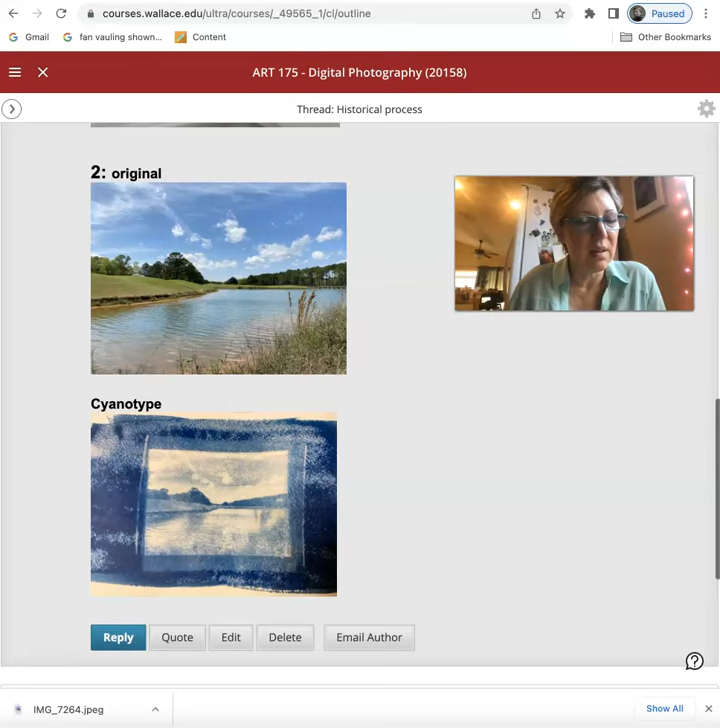 courses.wallace.edu/ultra/courses/_49565_1/cl/outline
Paused
Gmail
fan vauling shown...
Content
Other Bookmarks
ART 175 - Digital Photography (20158)
Thread: Historical process
2: original
Cyanotype
Reply
Quote
Edit
Delete
Email Author
IMG_7264.jpeg
Show All